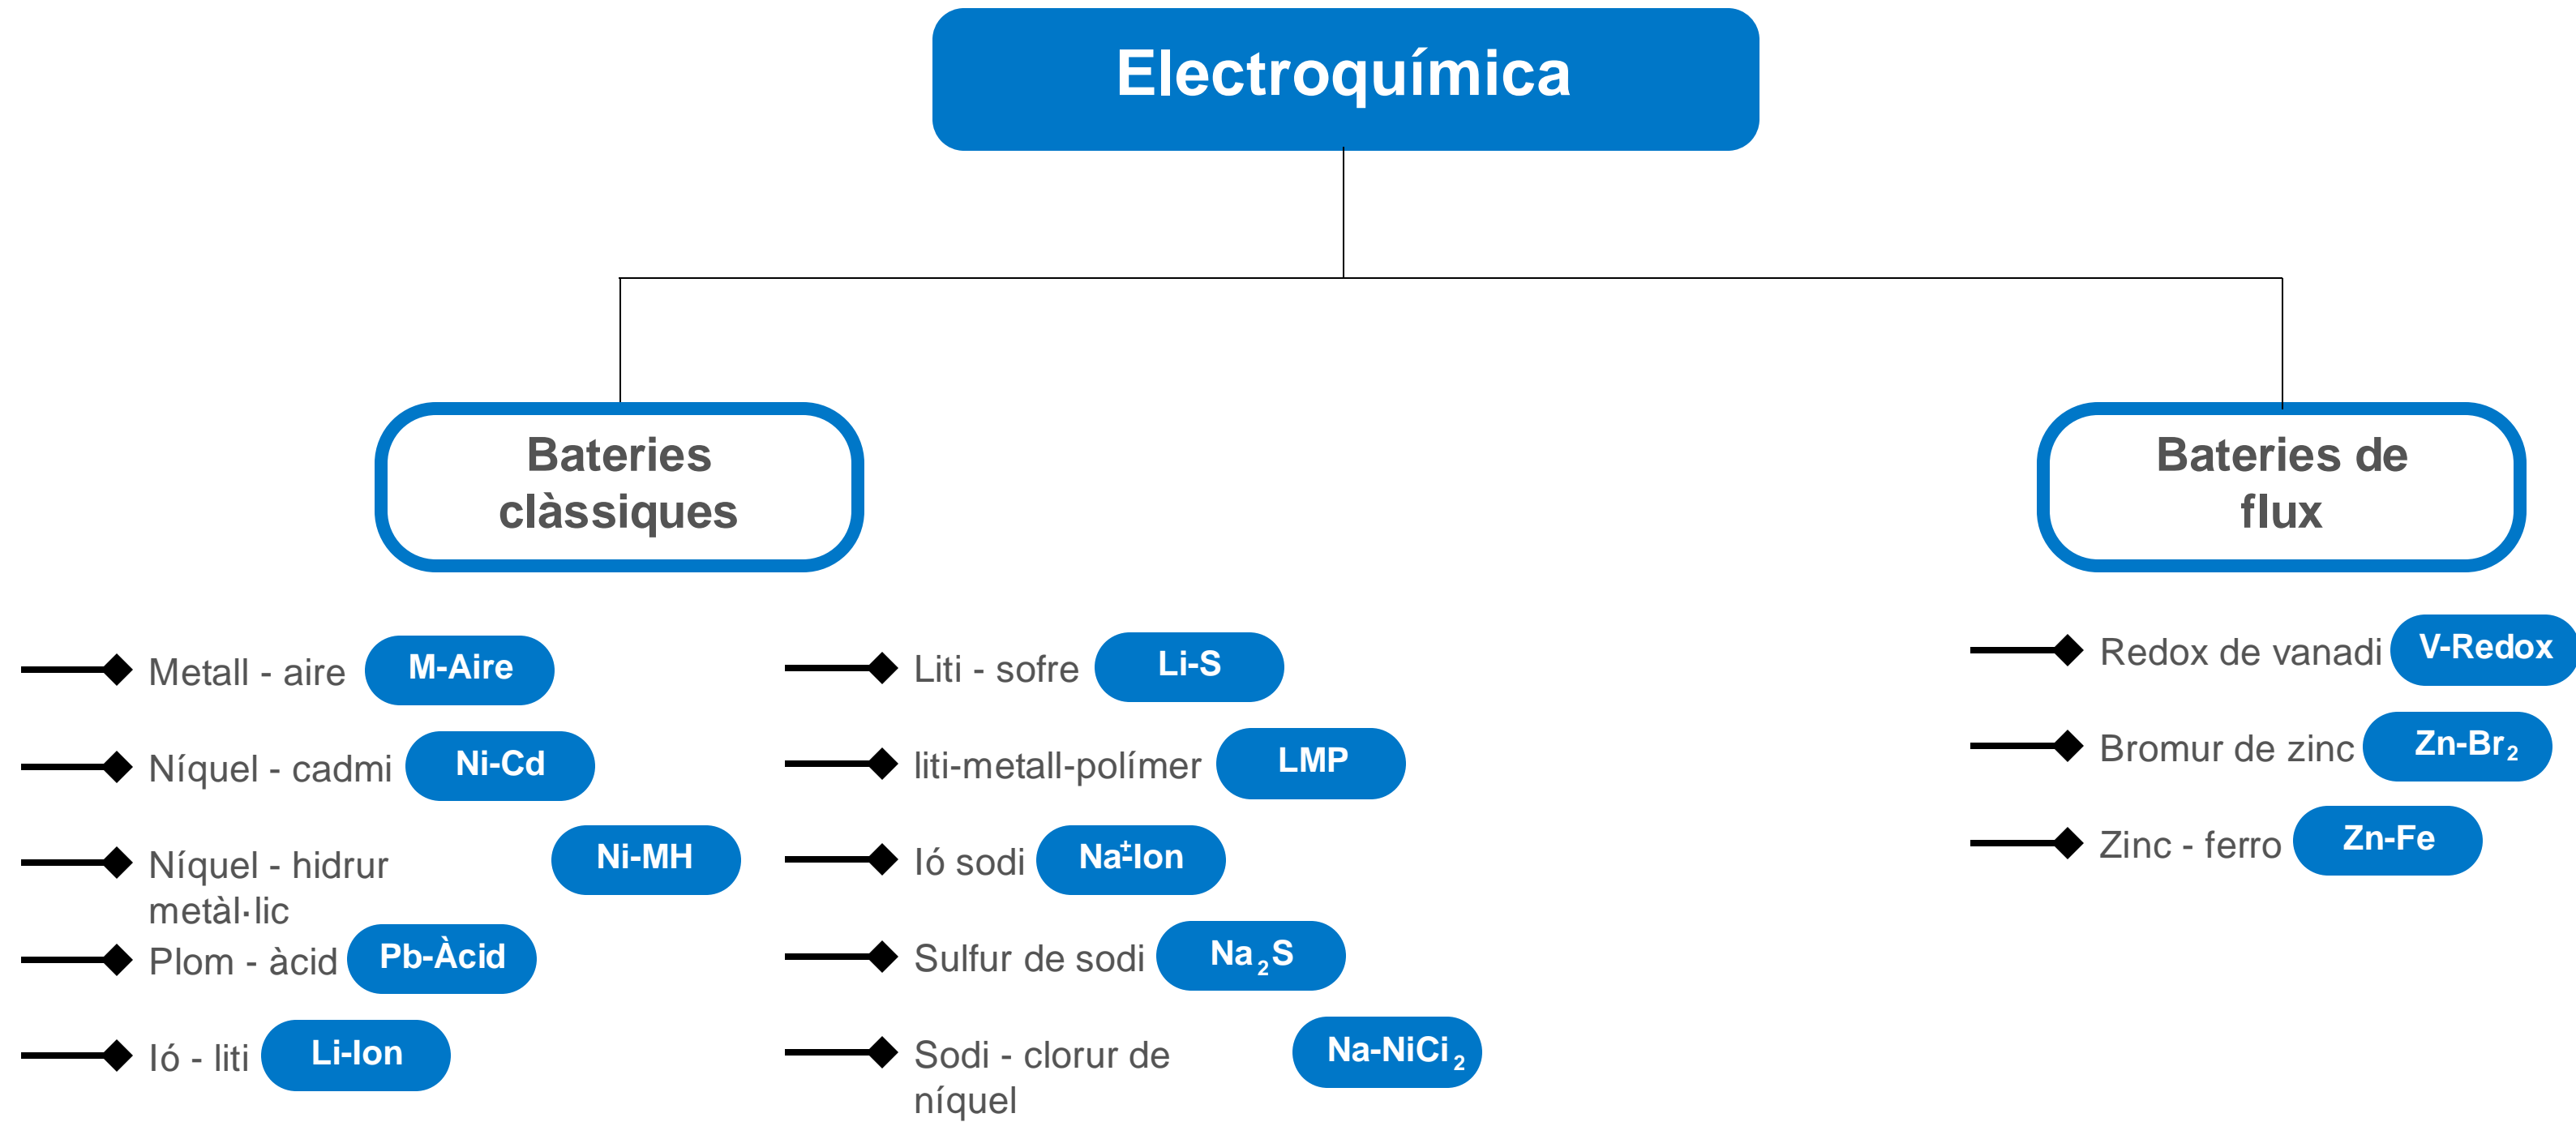 Electroquímica
Bateries
clàssiques
Bateries de
flux
Metall - aire M-Aire
Níquel - cadmi Ni-Cd
Níquel - hidrur Ni-MH
metàl·lic
Plom - àcid Pb-Àcid
Ió - liti Li-Ion
Liti - sofre Li-S
liti-metall-polímer LMP
Ió sodi Na⁺-Ion
Sulfur de sodi Na₂S
Sodi - clorur de Na-NiCi₂
níquel
Redox de vanadi V-Redox
Bromur de zinc Zn-Br₂
Zinc - ferro Zn-Fe